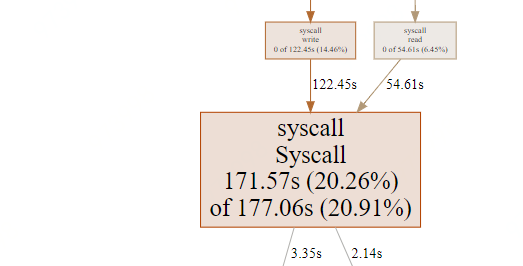 syscall
write
0 of 122.45s (14.46%)
syscall
read
0 of 54.61s (6.45%)
122.45s
54.61s
syscall
Syscall
171.57s (20.26%)
of 177.06s (20.91%)
3.35s
2.14s